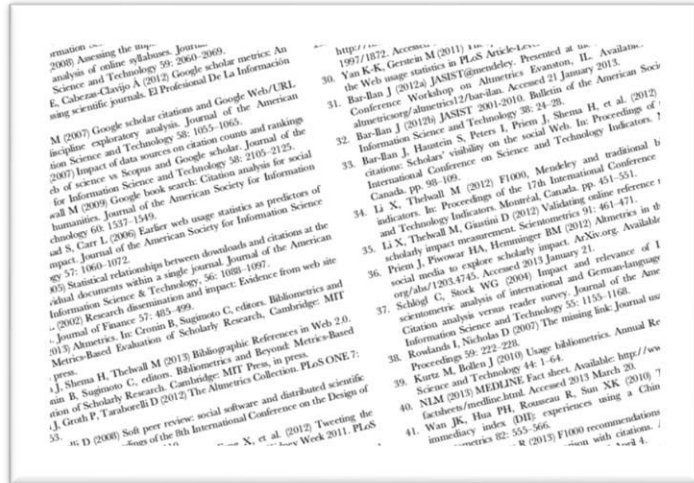 2008) Assessing the
analysis of online syllabuses.
Science and Technology 59: 2060–2069.
E, Cabezas-Clavijo À (2012) Google scholar metrics: An
ssing scientific journals. El Profesional De La Información
M (2007) Google scholar citations and Google Web/URL
iscipline exploratory analysis. Journal of the American
tion Science and Technology 58: 1055–1065.
(2007) Impact of data sources on citation counts and rankings
eb of science vs Scopus and Google Scholar. Journal of the
for Information Science and Technology 58: 2105–2125.
wall M (2009) Google book search: Citation analysis for social
humanities. Journal of the American Society for Information
chnology 60: 1537–1549.
ad S, Carr L (2006) Earlier web usage statistics as predictors of
mpact. Journal of the American Society for Information Science
gy 57: 1060–1072.
05) Statistical relationships between downloads and citations at the
vidual documents within a single journal. Journal of the American
Information Science & Technology, 56: 1088–1097.
. (2002) Research dissemination and impact: Evidence from web site
. Journal of Finance 57: 485–499.
2013) Altmetrics. In: Cronin B, Sugimoto C, editors. Bibliometrics and
Metrics-Based Evaluation of Scholarly Research, Cambridge: MIT
press.
J, Shema H, Thelwall M (2013) Bibliographic References in Web 2.0.
nin B, Sugimoto C, editors. Bibliometrics and Beyond: Metrics-Based
tion of Scholarly Research. Cambridge: MIT Press, in press.
J, Groth P, Taraborelli D (2012) The Altmetrics Collection. PLoS ONE 7:
53.
D (2008) Soft peer review: social software and distributed scientific
dings of the 8th International Conference on the Design of
X, et al. (2012) Tweeting the
Week 2011. PLoS
1997/1872.
30. Yan K-K, Gerstein M (2011)
the Web usage statistics in PLoS Article-Level
31. Bar-Ilan J (2012a) JASIST@mendeley. Presented at
Conference Workshop on Altmetrics Evanston, IL.
altmetricsorg/altmetrics12/bar-ilan. Accessed 21 January 2013.
32. Bar-Ilan J (2012b) JASIST 2001-2010. Bulletin of the American Soci
Information Science and Technology 38: 24–28.
33. Bar-Ilan J, Haustein S, Peters I, Priem J, Shema H, et al. (2012)
citations: Scholars' visibility on the social Web. In: Proceedings of
International Conference on Science and Technology Indicators.
Canada. pp. 98–109.
34. Li X, Thelwall M (2012) F1000, Mendeley and traditional b
indicators. In: Proceedings of the 17th International Conference
and Technology Indicators. Montréal, Canada. pp. 451–551.
35. Li X, Thelwall M, Giustini D (2012) Validating online reference
scholarly impact measurement. Scientometrics 91: 461–471.
36. Priem J, Piwowar HA, Hemminger BM (2012) Altmetrics in th
social media to explore scholarly impact. ArXiv.org. Available
org/abs/1203.4745. Accessed 2013 January 21.
37. Schlögl C, Stock WG (2004) Impact and relevance of L
scientometric analysis of international and German-language
Citation analysis versus reader survey. Journal of the Ame
Information Science and Technology 55: 1155–1168.
38. Rowlands I, Nicholas D (2007) The missing link: Journal us
Proceedings 59: 222–228.
39. Kurtz M, Bollen J (2010) Usage bibliometrics. Annual Re
Science and Technology 44: 1–64.
40. NLM (2013) MEDLINE Fact sheet. Available: http://ww
factsheets/medline.html. Accessed 2013 March 20.
41. Wan JK, Hua PH, Rousseau R, Sun XK (2010)
immediacy index (DII): experiences using a Chin
metrics 82: 555–566.
R (2013) F1000 recommendations
with citations.
April 4.